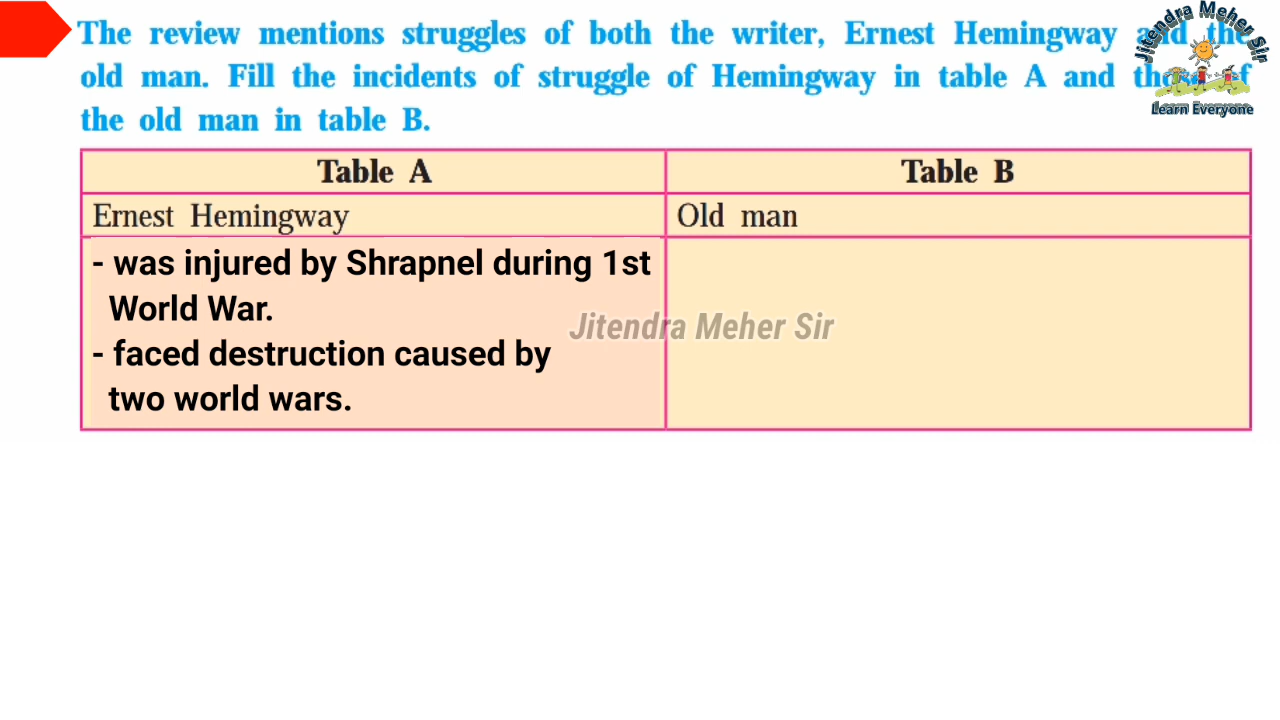 The review mentions struggles of both the writer, Ernest Hemingway and the
old man. Fill the incidents of struggle of Hemingway in table A and those of
the old man in table B.
Jitendra Meher Sir
Learn Everyone
Table A
Table B
Ernest Hemingway
Old man
- was injured by Shrapnel during 1st
World War.
- faced destruction caused by
two world wars.
Jitendra Meher Sir